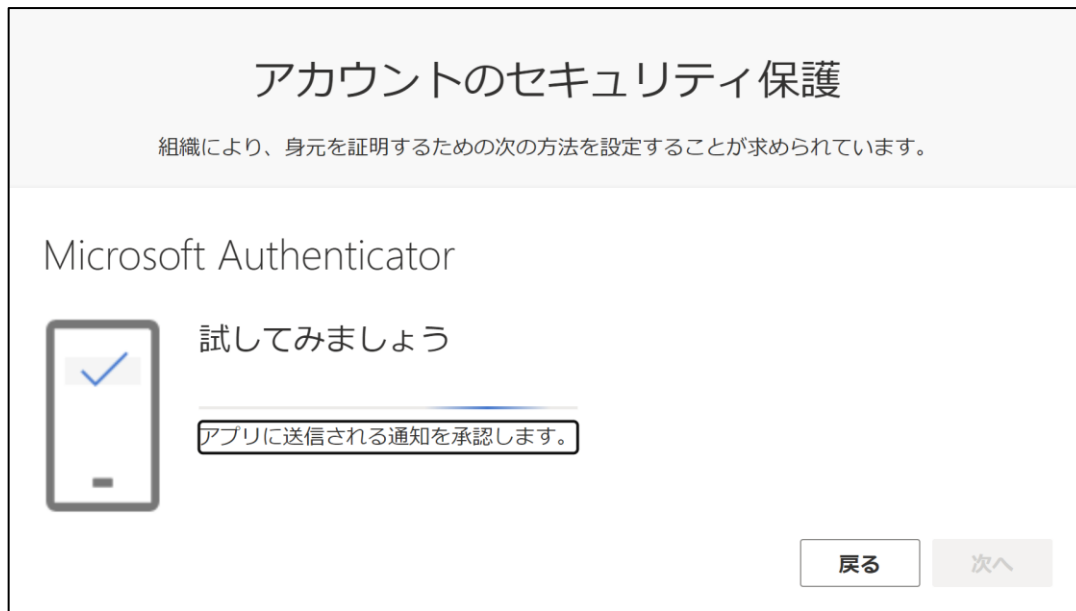 アカウントのセキュリティ保護
組織により、身元を証明するための次の方法を設定することが求められています。
Microsoft Authenticator
試してみましょう
アプリに送信される通知を承認します。
戻る
次へ